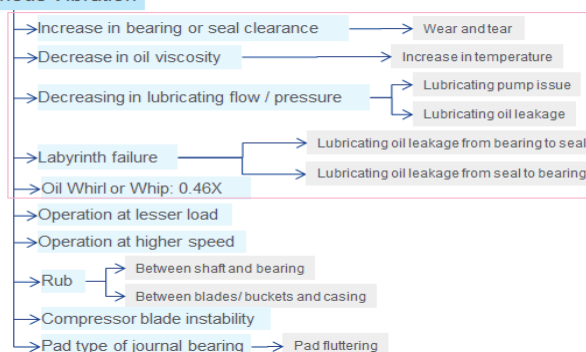 Vibration
Increase in bearing or seal clearance
Wear and tear
Decrease in oil viscosity
Increase in temperature
Decreasing in lubricating flow / pressure
Lubricating pump issue
Lubricating oil leakage
Labyrinth failure
Lubricating oil leakage from bearing to seal
Lubricating oil leakage from seal to bearing
Oil Whirl or Whip: 0.46X
Operation at lesser load
Operation at higher speed
Rub
Between shaft and bearing
Between blades/ buckets and casing
Compressor blade instability
Pad type of journal bearing
Pad fluttering